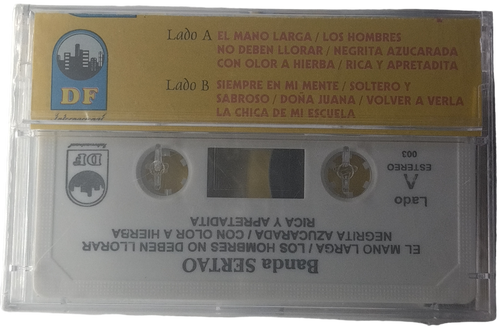 Lado A EL MANO LARGA / LOS HOMBRES
NO DEBEN LLORAR / NEGRITA AZUCARADA
CON OLOR A HIERBA / RICA Y APRETADITA
Lado B SIEMPRE EN MI MENTE / SOLTERO Y
SABROSO / DOÑA JUANA / VOLVER A VERLA
LA CHICA DE MI ESCUELA
DF
Lado
A
ESTEREO
003
DF
Banda SERTAO
EL MANO LARGA / LOS HOMBRES NO DEBEN LLORAR
NEGRITA AZUCARADA / CON OLOR A HIERBA
RICA Y APRETADITA